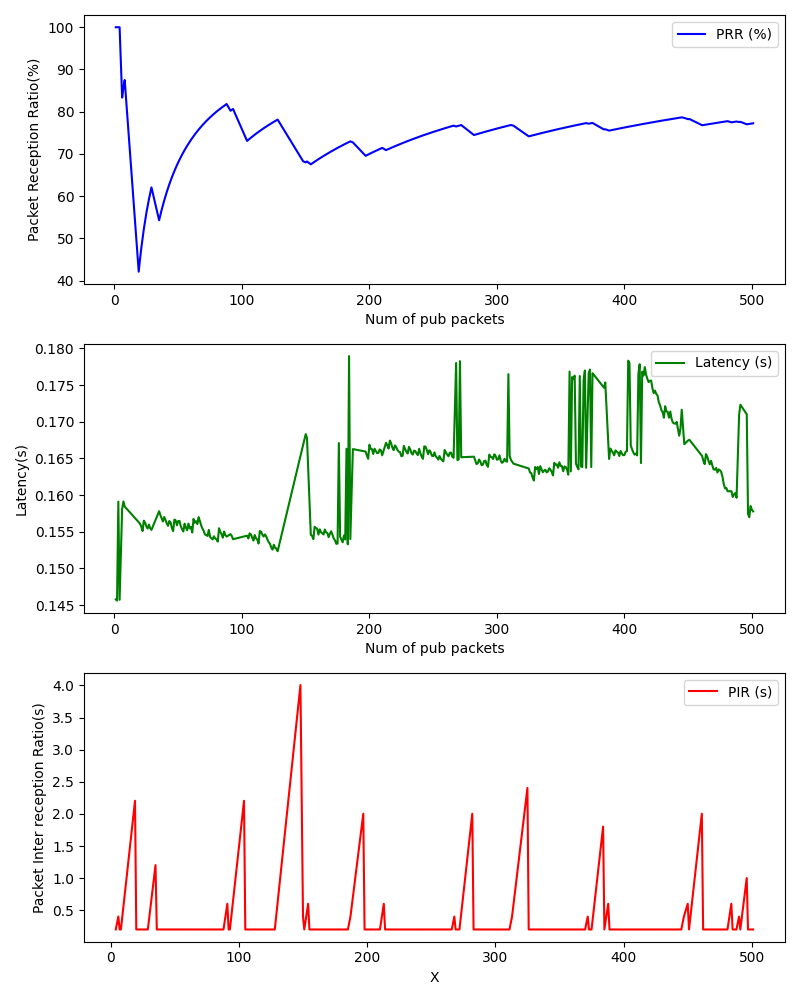 100
90
80
70
60
50
40
Packet Reception Ratio(%)
PRR (%)
0 100 200 300 400 500
Num of pub packets
0.180
0.175
0.170
0.165
0.160
0.155
0.150
0.145
Latency(s)
Latency (s)
0 100 200 300 400 500
Num of pub packets
4.0
3.5
3.0
2.5
2.0
1.5
1.0
0.5
Packet Inter reception Ratio(s)
PIR (s)
0 100 200 300 400 500
X